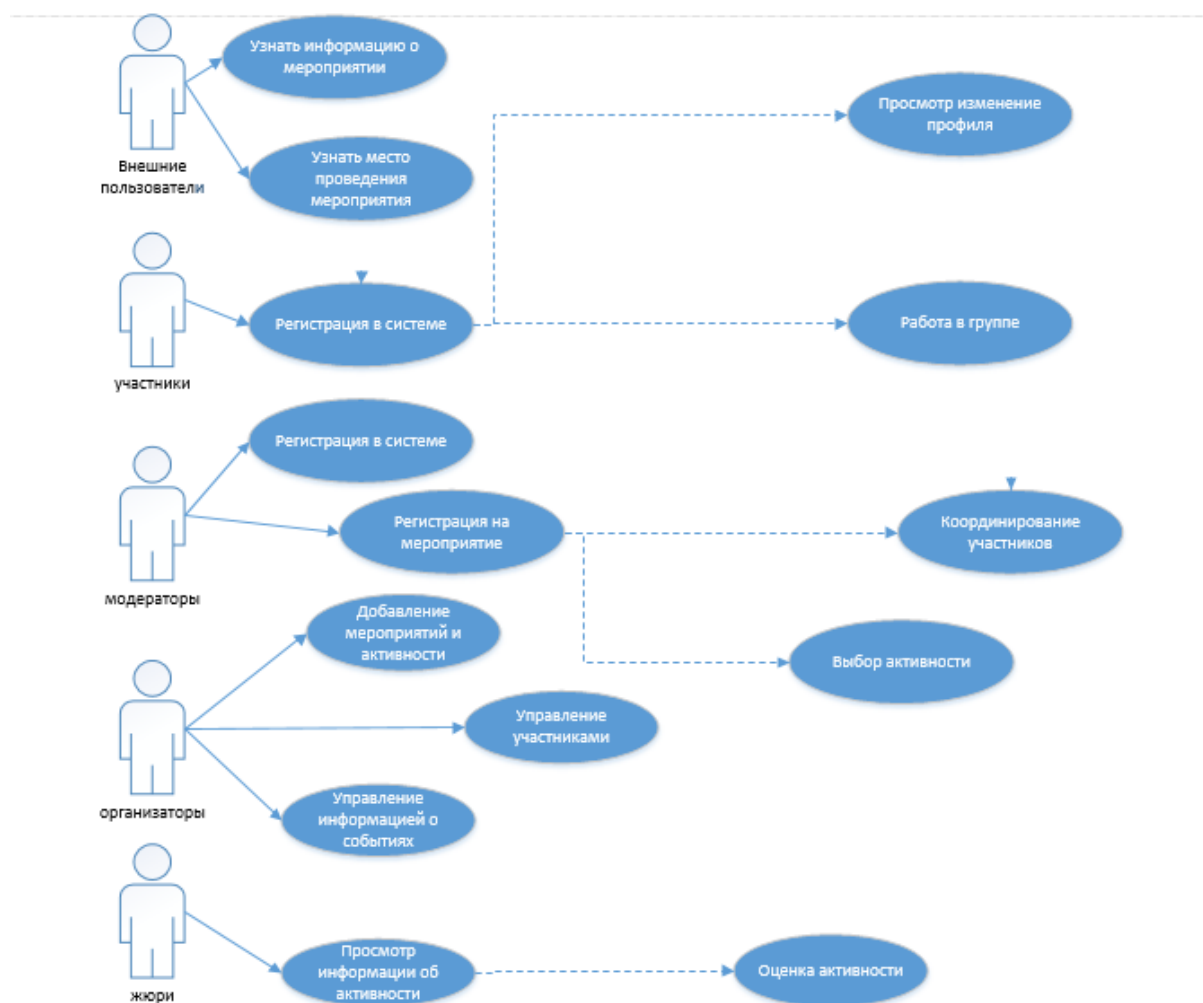 Узнать информацию о
мероприятии
Просмотр изменение
профиля
Внешние
пользователи
Узнать место
проведения
мероприятия
Регистрация в системе
Работа в группе
участники
Регистрация в системе
Регистрация на
мероприятие
Координирование
участников
модераторы
Добавление
мероприятий и
активности
Выбор активности
Управление
участниками
организаторы
Управление
информацией о
событиях
Просмотр
информации об
активности
Оценка активности
жюри